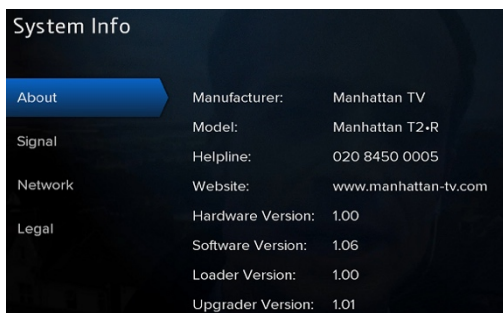 System Info
About
Signal
Network
Legal
Manufacturer: Manhattan TV
Model: Manhattan T2•R
Helpline: 020 8450 0005
Website: www.manhattan-tv.com
Hardware Version: 1.00
Software Version: 1.06
Loader Version: 1.00
Upgrader Version: 1.01